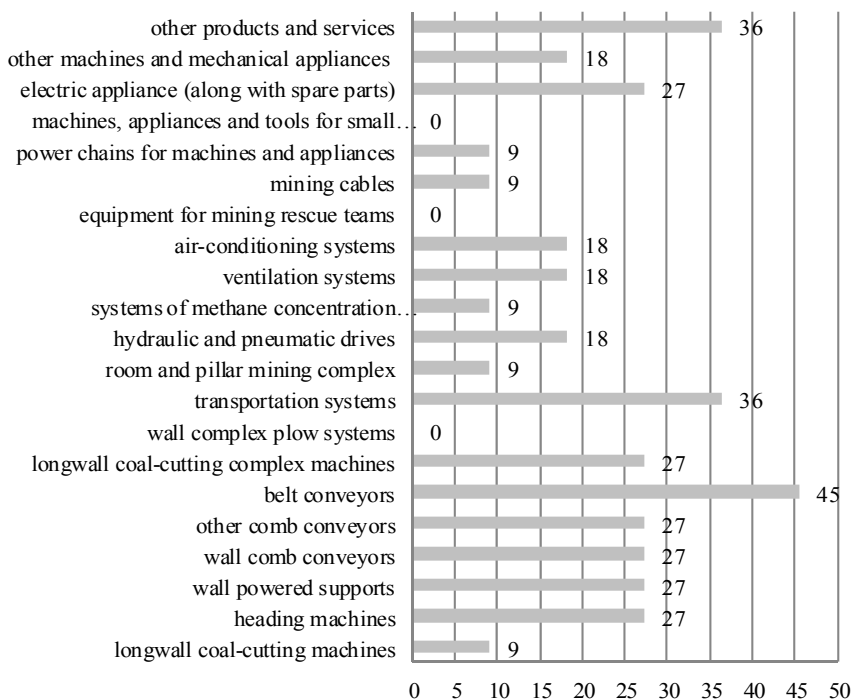 other products and services 36
other machines and mechanical appliances 18
electric appliance (along with spare parts) 27
machines, appliances and tools for small… 0
power chains for machines and appliances 9
mining cables 9
equipment for mining rescue teams 0
air-conditioning systems 18
ventilation systems 18
systems of methane concentration… 9
hydraulic and pneumatic drives 18
room and pillar mining complex 9
transportation systems 36
wall complex plow systems 0
longwall coal-cutting complex machines 27
belt conveyors 45
other comb conveyors 27
wall comb conveyors 27
wall powered supports 27
heading machines 27
longwall coal-cutting machines 9
0 5 10 15 20 25 30 35 40 45 50